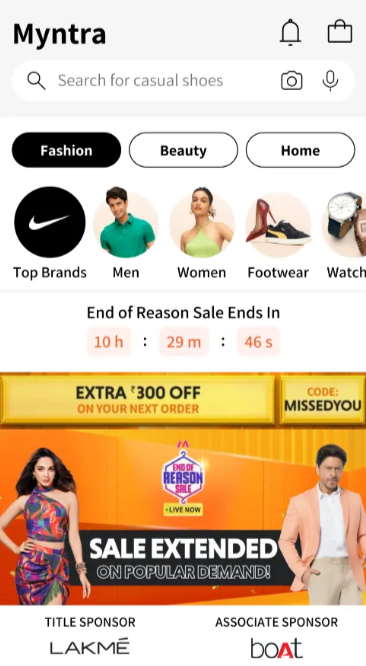 Myntra
Search for casual shoes
Fashion
Beauty
Home
Top Brands
Men
Women
Footwear
Watch
End of Reason Sale Ends In
10 h : 29 m : 46 s
EXTRA ₹300 OFF
ON YOUR NEXT ORDER
CODE:
MISSEDYOU
END OF
REASON
SALE
LIVE NOW
SALE EXTENDED
ON POPULAR DEMAND!
TITLE SPONSOR
LAKMÉ
ASSOCIATE SPONSOR
boAt